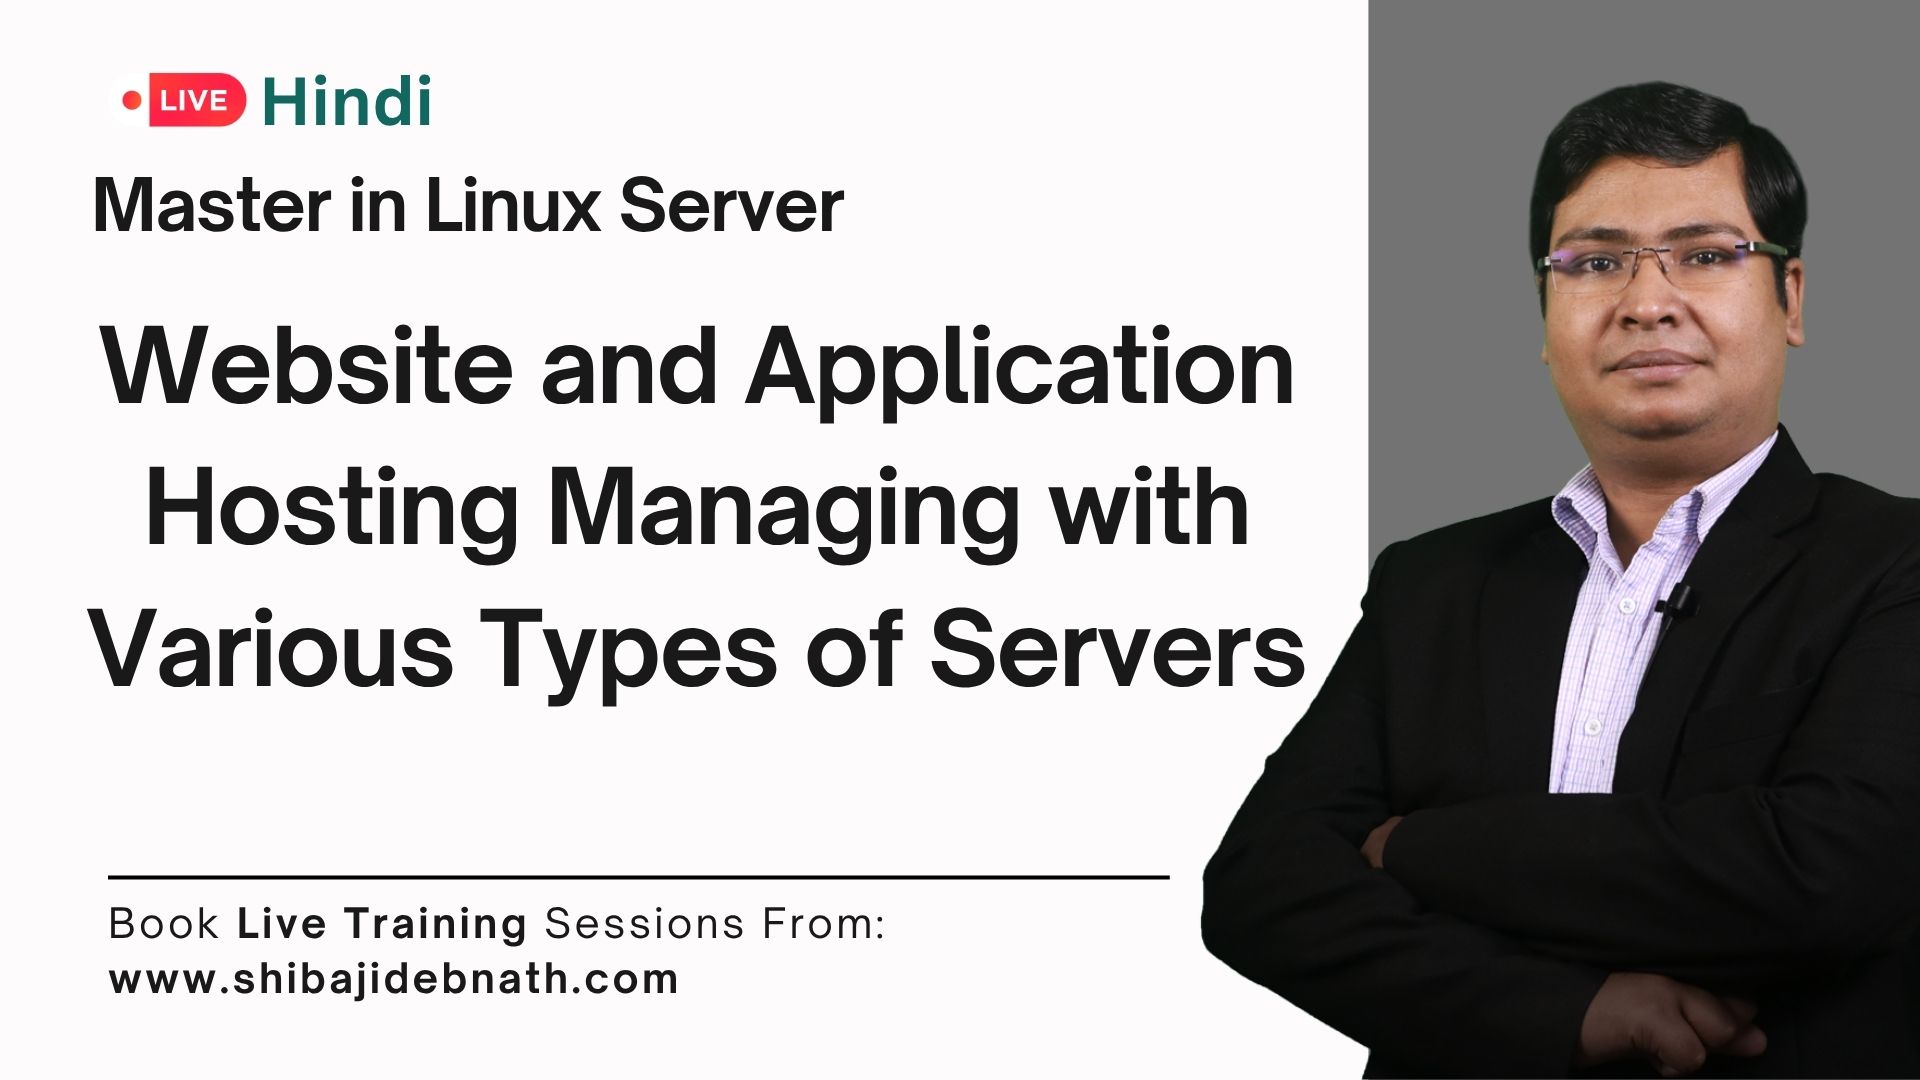 LIVE Hindi
Master in Linux Server
Website and Application
Hosting Managing with
Various Types of Servers
Book Live Training Sessions From:
www.shibajidebnath.com